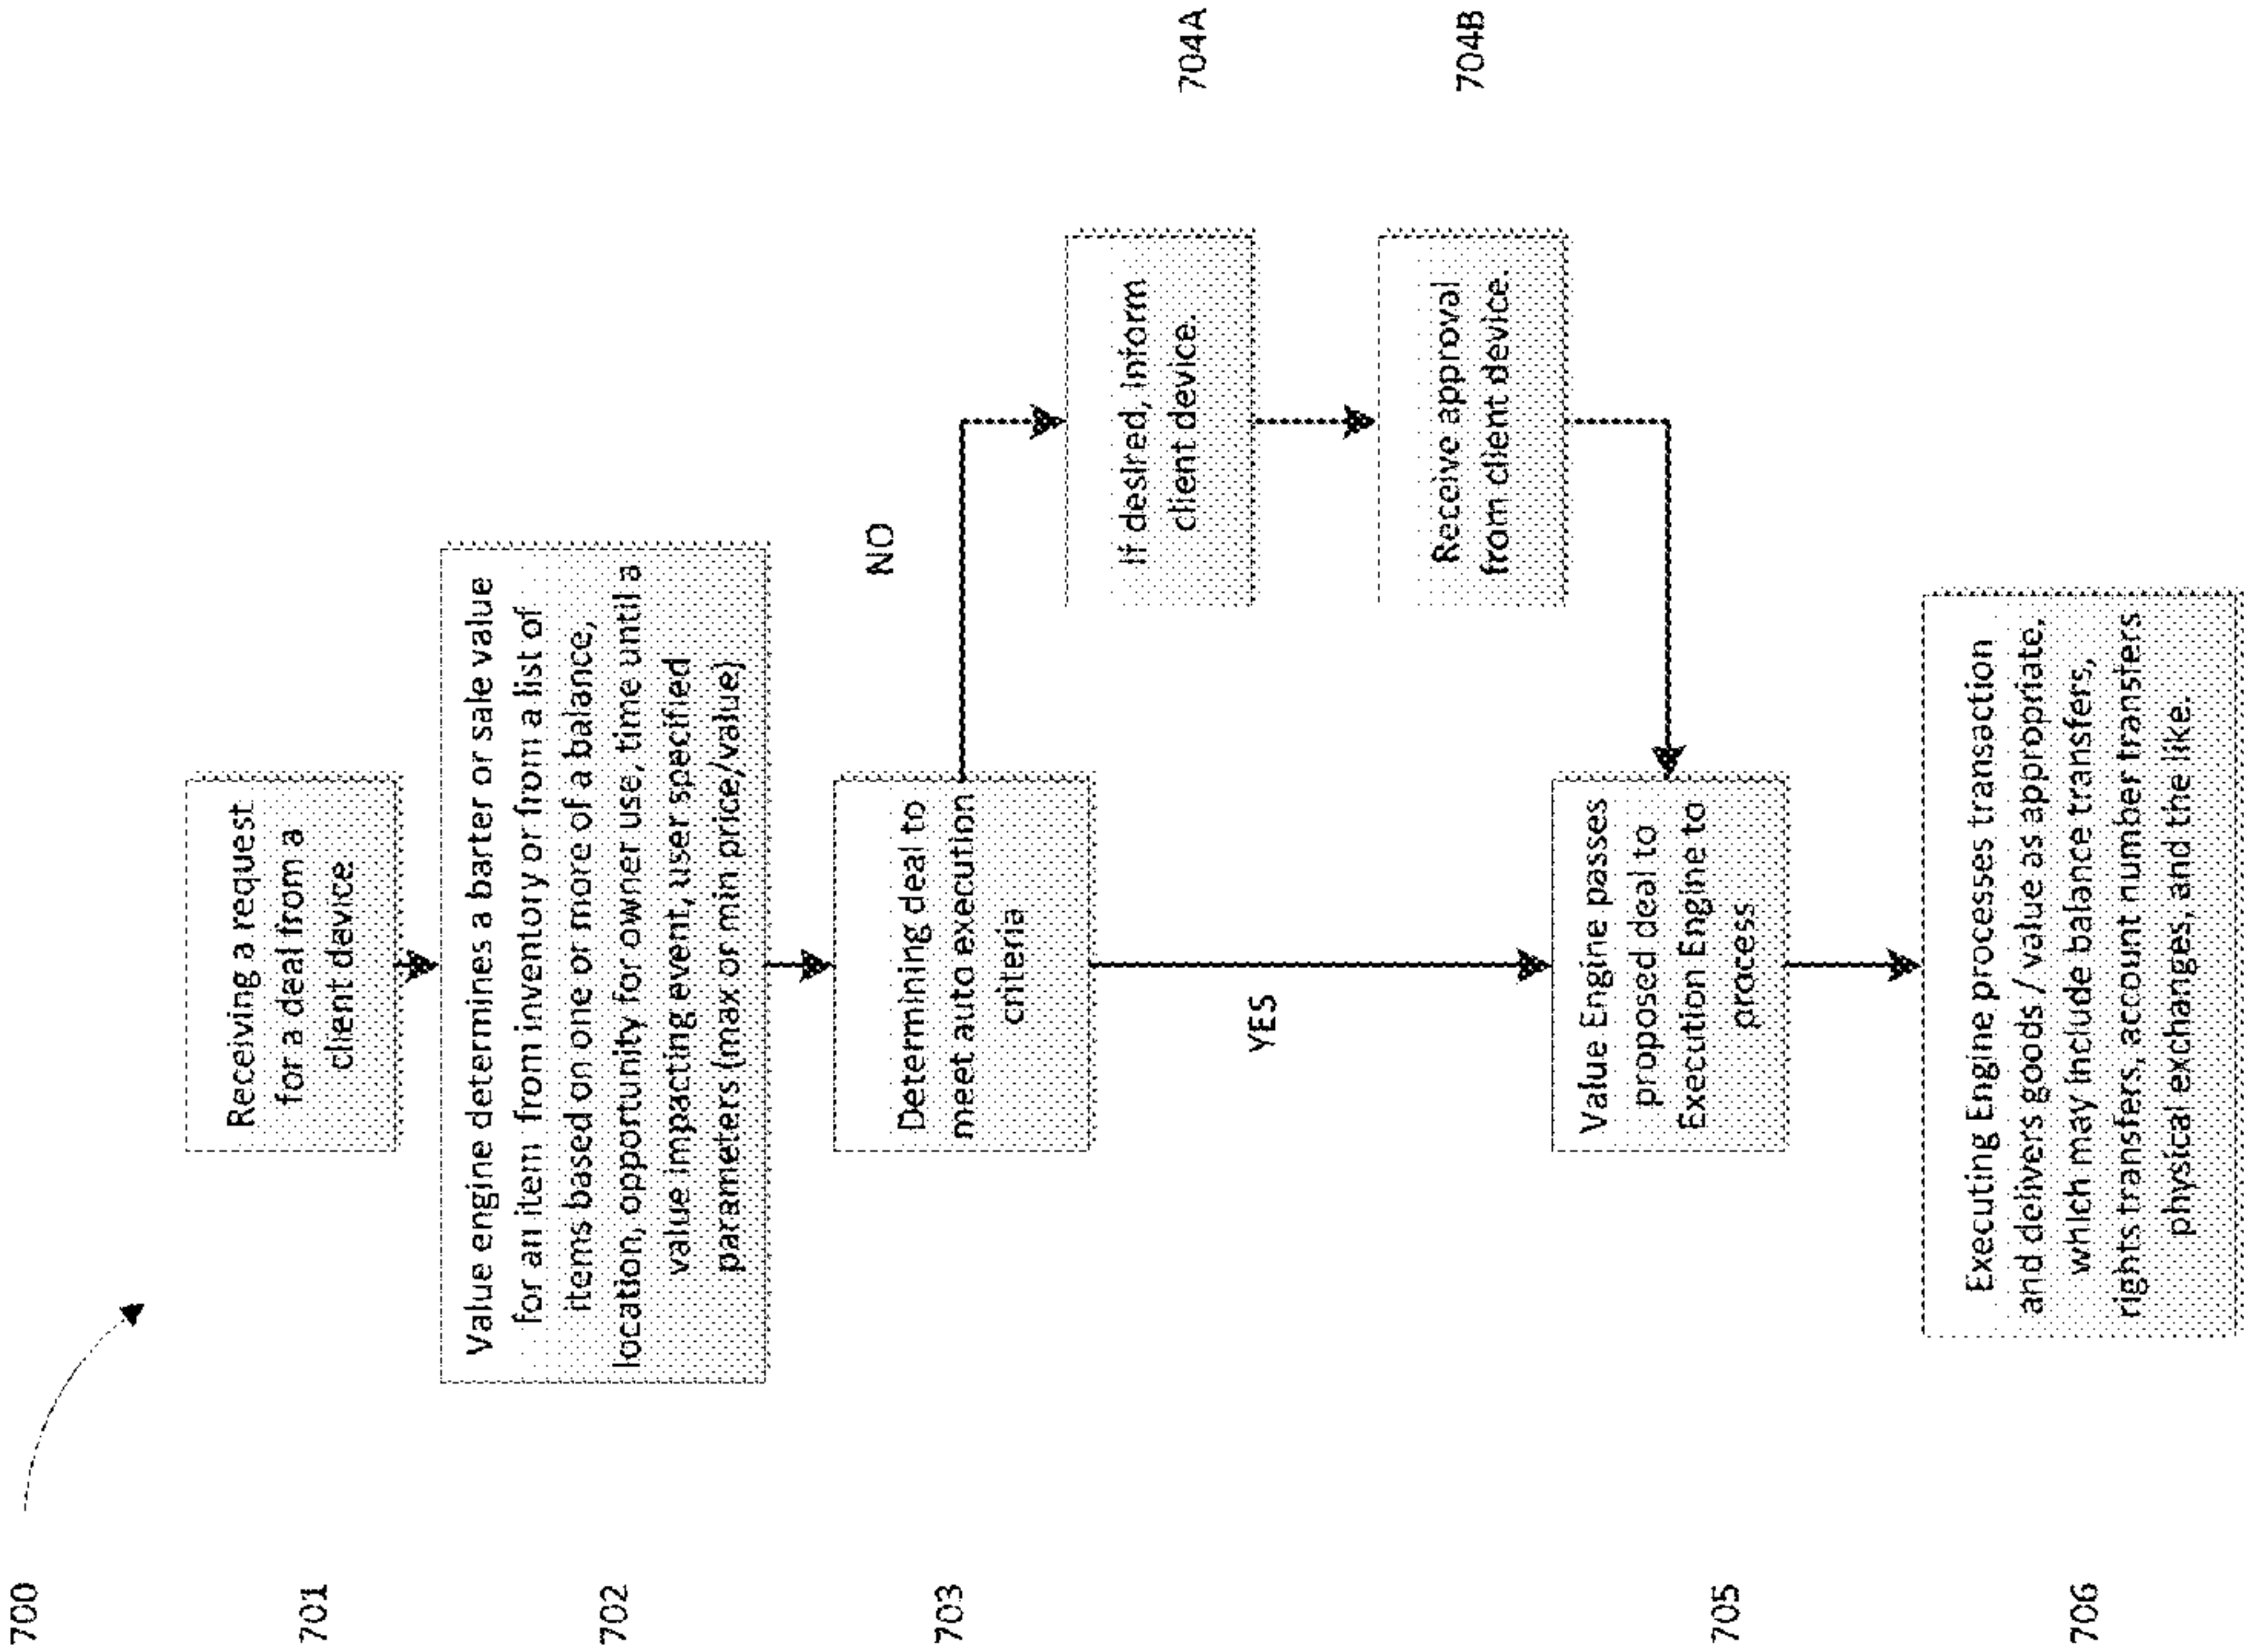 700
701
Receiving a request
for a deal from a
client device
702
Value engine determines a barter or sale value
for an item from inventory or from a list of
items based on one or more of a balance,
location, opportunity for owner use, time until a
value impacting event, user specified
parameters (max or min price/value)
703
Determining deal to
meet auto execution
criteria
NO
YES
704A
If desired, inform
client device.
704B
Receive approval
from client device.
705
Value Engine passes
proposed deal to
Execution Engine to
process
706
Executing Engine processes transaction
and delivers goods / value as appropriate,
which may include balance transfers,
rights transfers, account number transfers
physical exchanges, and the like.